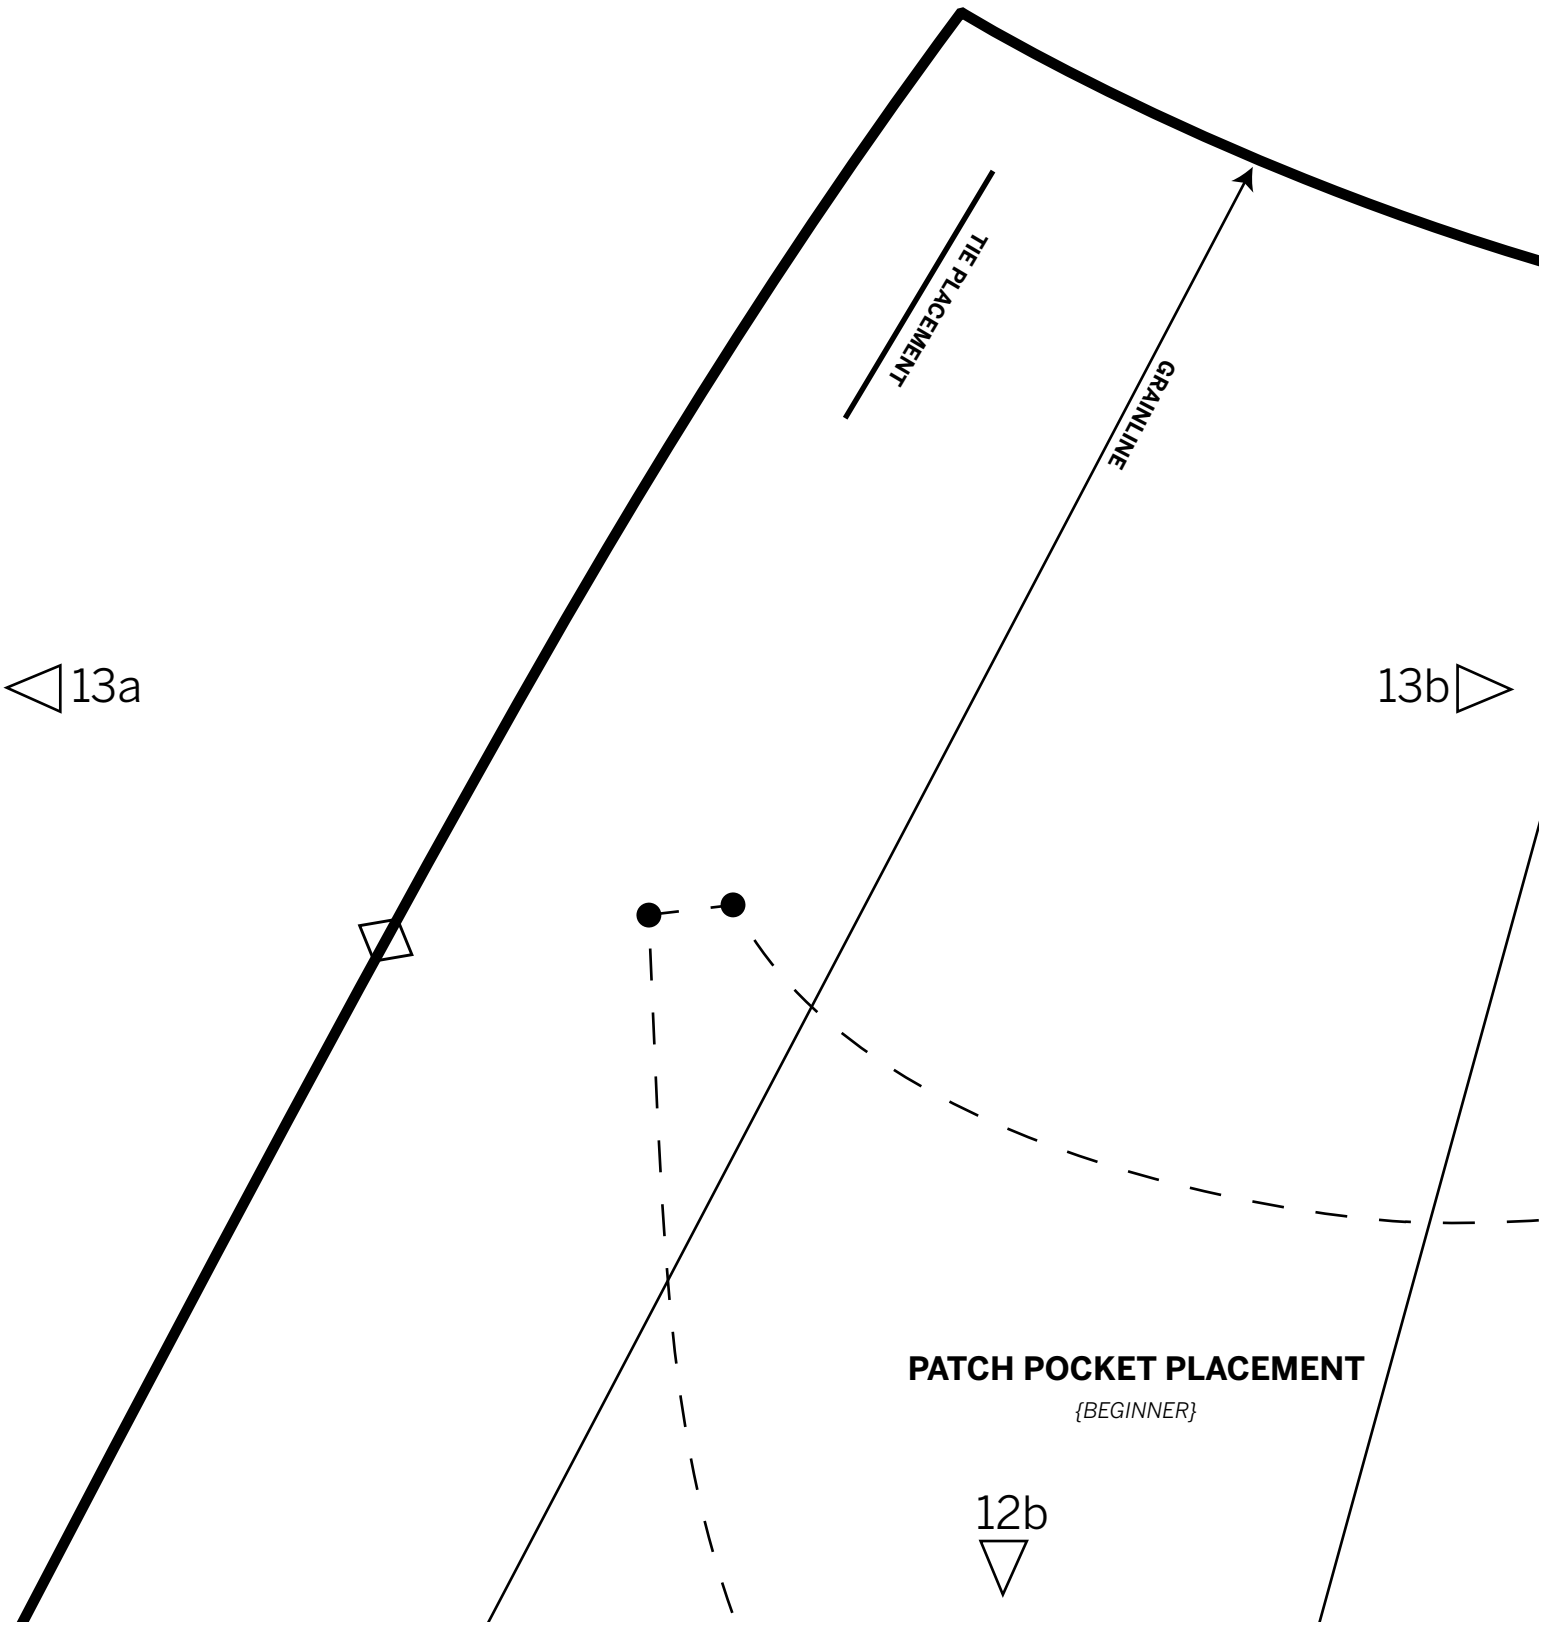 TIE PLACEMENT
GRAINLINE
13a
13b
PATCH POCKET PLACEMENT
{BEGINNER}
12b